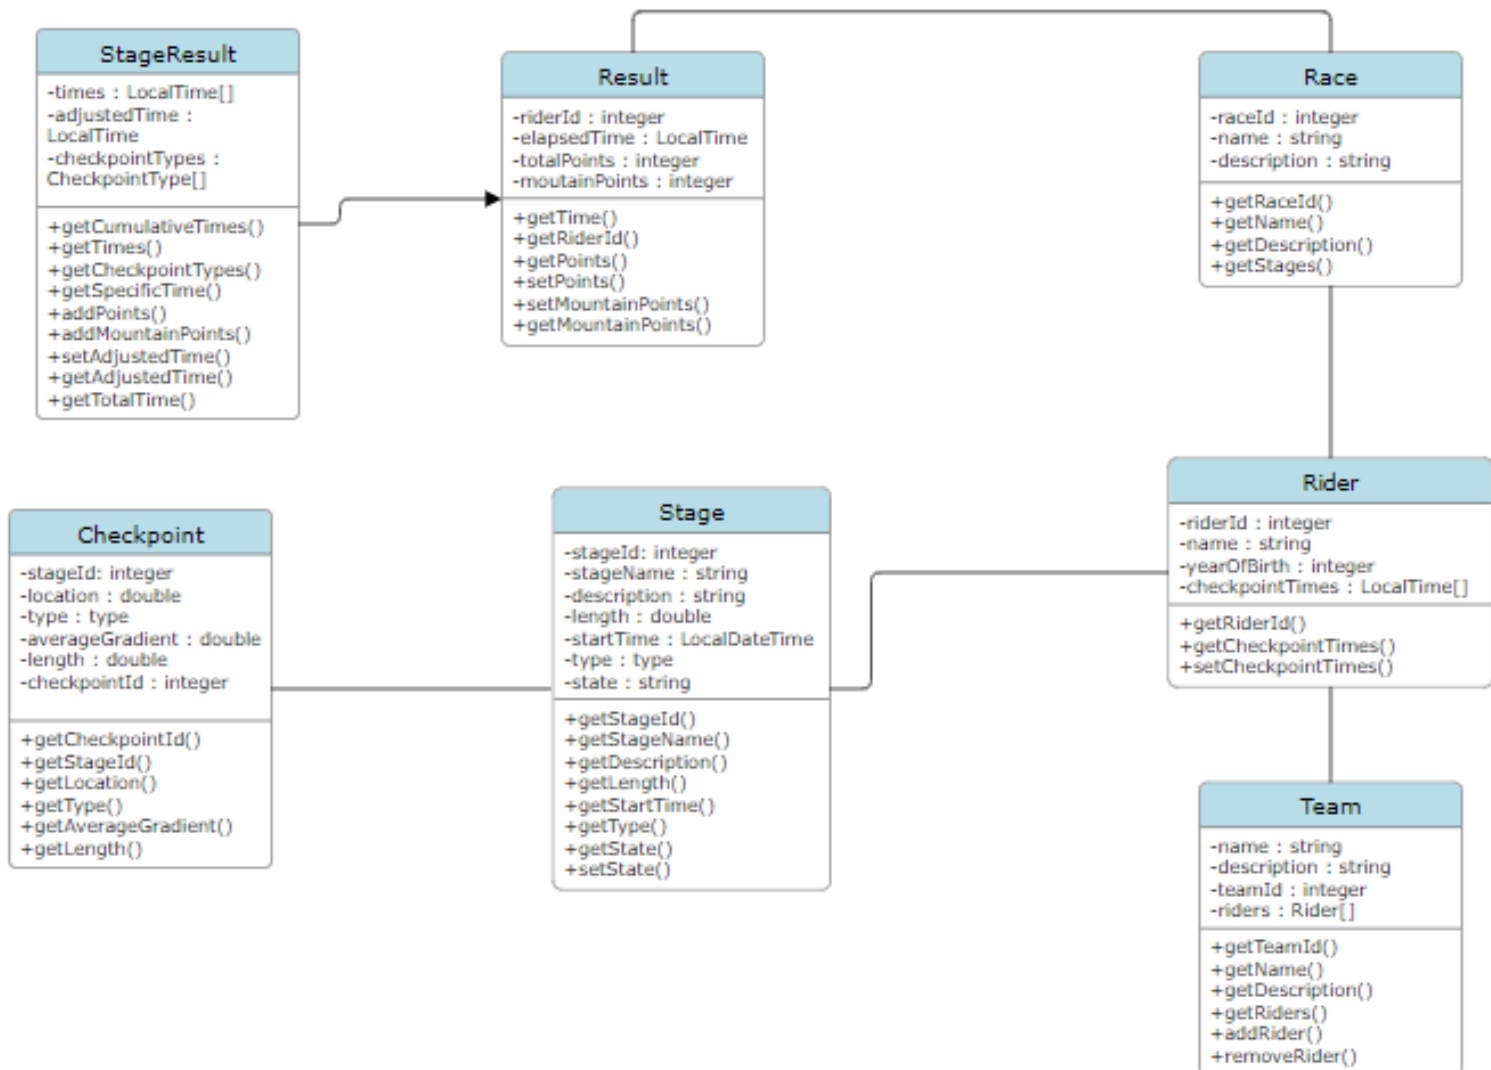 StageResult
-times : LocalTime[]
-adjustedTime :
LocalTime
-checkpointTypes :
CheckpointType[]
+getCumulativeTimes()
+getTimes()
+getCheckpointTypes()
+getSpecificTime()
+addPoints()
+addMountainPoints()
+setAdjustedTime()
+getAdjustedTime()
+getTotalTime()
Result
-riderId : integer
-elapsedTime : LocalTime
-totalPoints : integer
-moutainPoints : integer
+getTime()
+getRiderId()
+getPoints()
+setPoints()
+setMountainPoints()
+getMountainPoints()
Race
-raceId : integer
-name : string
-description : string
+getRaceId()
+getName()
+getDescription()
+getStages()
Checkpoint
-stageId: integer
-location : double
-type : type
-averageGradient : double
-length : double
-checkpointId : integer
+getCheckpointId()
+getStageId()
+getLocation()
+getType()
+getAverageGradient()
+getLength()
Stage
-stageId: integer
-stageName : string
-description : string
-length : double
-startTime : LocalDateTime
-type : type
-state : string
+getStageId()
+getStageName()
+getDescription()
+getLength()
+getStartTime()
+getType()
+getState()
+setState()
Rider
-riderId : integer
-name : string
-yearOfBirth : integer
-checkpointTimes : LocalTime[]
+getRiderId()
+getCheckpointTimes()
+setCheckpointTimes()
Team
-name : string
-description : string
-teamId : integer
-riders : Rider[]
+getTeamId()
+getName()
+getDescription()
+getRiders()
+addRider()
+removeRider()